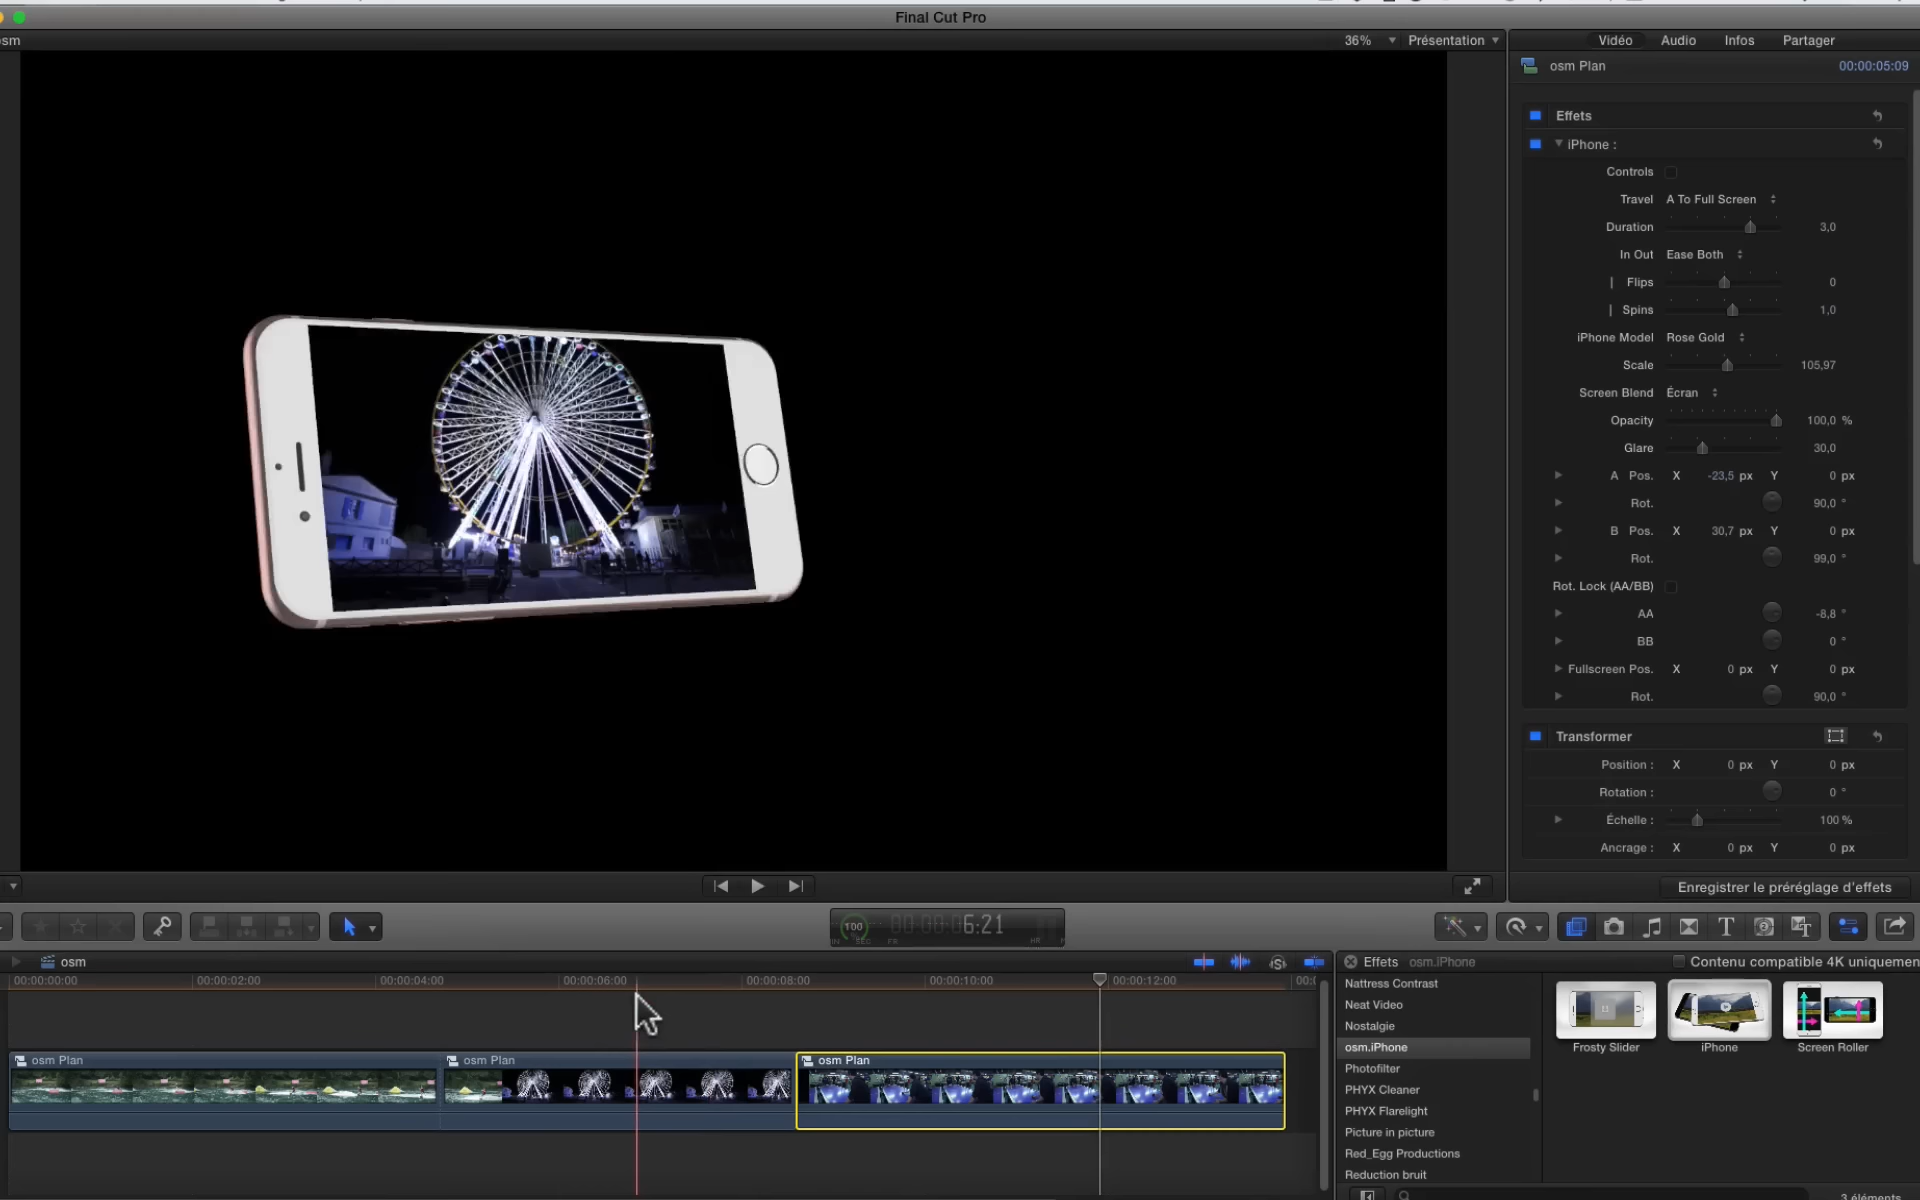 Final Cut Pro
osm
36%
Présentation
Vidéo
Audio
Infos
Partager
osm Plan
00:00:05:09
Effets
iPhone :
Controls
Travel A To Full Screen
Duration 3,0
In Out Ease Both
| Flips 0
| Spins 1,0
iPhone Model Rose Gold
Scale 105,97
Screen Blend Écran
Opacity 100,0 %
Glare 30,0
A Pos. X -23,5 px Y 0 px
Rot. 90,0 °
B Pos. X 30,7 px Y 0 px
Rot. 99,0 °
Rot. Lock (AA/BB)
AA -8,8 °
BB 0 °
Fullscreen Pos. X 0 px Y 0 px
Rot. 90,0 °
Transformer
Position : X 0 px Y 0 px
Rotation : 0 °
Échelle : 100 %
Ancrage : X 0 px Y 0 px
Enregistrer le préréglage d'effets
100 00:00:06:21
SEC FR HR
osm
00:00:00:00 00:00:02:00 00:00:04:00 00:00:06:00 00:00:08:00 00:00:10:00 00:00:12:00
osm Plan
osm Plan
osm Plan
Effets osm.iPhone
Contenu compatible 4K uniquemen
Nattress Contrast
Neat Video
Nostalgie
osm.iPhone
Photofilter
PHYX Cleaner
PHYX Flarelight
Picture in picture
Red_Egg Productions
Reduction bruit
Frosty Slider
iPhone
Screen Roller
3 éléments